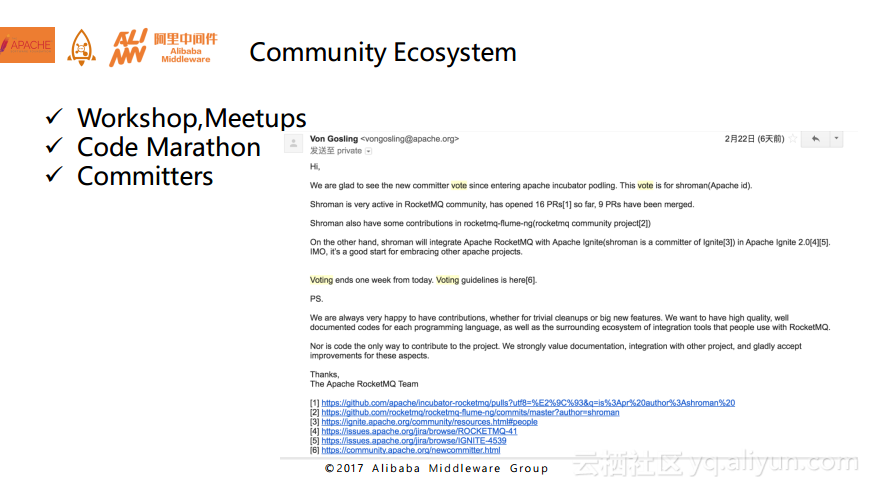 APACHE
ALI MW
阿里中间件
Alibaba
Middleware
Community Ecosystem
✓ Workshop,Meetups
✓ Code Marathon
✓ Committers
Von Gosling <vongosling@apache.org>
2月22日 (6天前)
发送至 private
Hi,
We are glad to see the new committer vote since entering apache incubator podling. This vote is for shroman(Apache id).
Shroman is very active in RocketMQ community, has opened 16 PRs[1] so far, 9 PRs have been merged.
Shroman also have some contributions in rocketmq-flume-ng(rocketmq community project[2])
On the other hand, shroman will integrate Apache RocketMQ with Apache Ignite(shroman is a committer of Ignite[3]) in Apache Ignite 2.0[4][5].
IMO, it's a good start for embracing other apache projects.
Voting ends one week from today. Voting guidelines is here[6].
PS.
We are always very happy to have contributions, whether for trivial cleanups or big new features. We want to have high quality, well
documented codes for each programming language, as well as the surrounding ecosystem of integration tools that people use with RocketMQ.
Nor is code the only way to contribute to the project. We strongly value documentation, integration with other project, and gladly accept
improvements for these aspects.
Thanks,
The Apache RocketMQ Team
[1] https://github.com/apache/incubator-rocketmq/pulls?utf8=%E2%9C%93&q=is%3Apr%20author%3Ashroman%20
[2] https://github.com/rocketmq/rocketmq-flume-ng/commits/master?author=shroman
[3] https://ignite.apache.org/community/resources.html#people
[4] https://issues.apache.org/jira/browse/ROCKETMQ-41
[5] https://issues.apache.org/jira/browse/IGNITE-4539
[6] https://community.apache.org/newcommitter.html
©2017 Alibaba Middleware Group
云栖社区 yq.aliyun.com